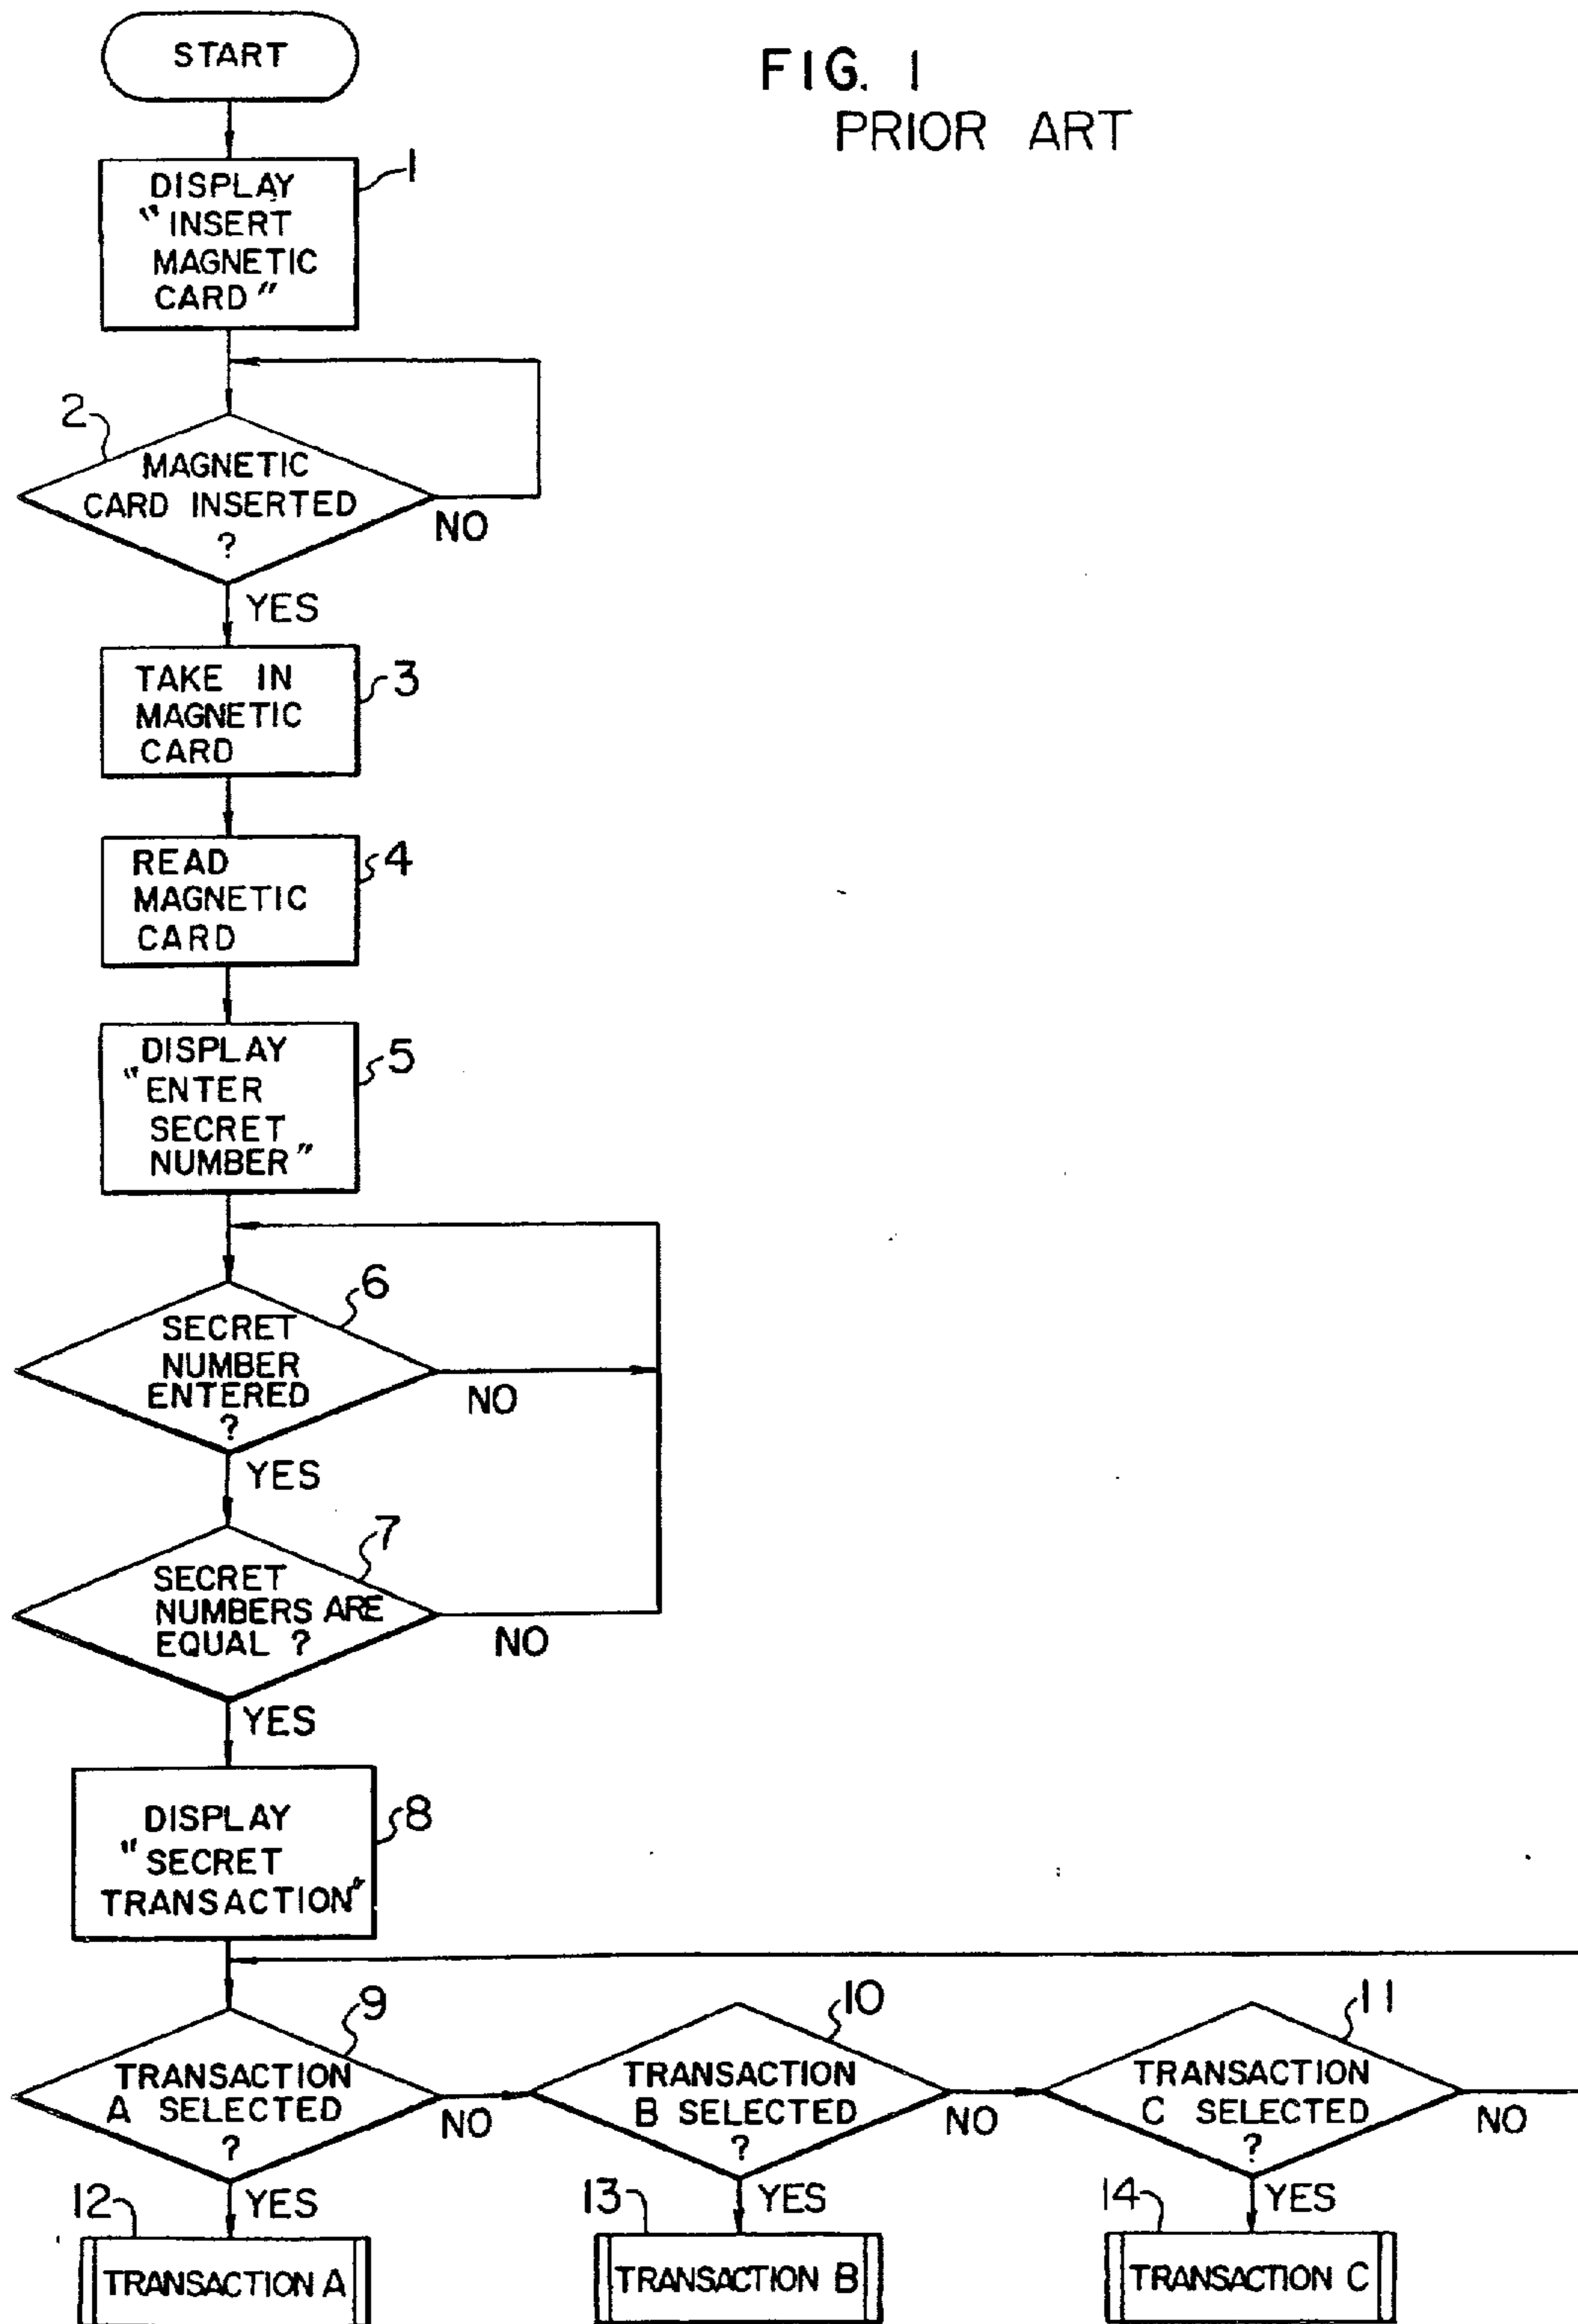 START
FIG. 1
PRIOR ART
DISPLAY
"INSERT
MAGNETIC
CARD"
1
2
MAGNETIC
CARD INSERTED
?
NO
YES
TAKE IN
MAGNETIC
CARD
3
READ
MAGNETIC
CARD
4
DISPLAY
"ENTER
SECRET
NUMBER"
5
6
SECRET
NUMBER
ENTERED
?
NO
YES
7
SECRET
NUMBERS ARE
EQUAL ?
NO
YES
DISPLAY
"SECRET
TRANSACTION"
8
9
TRANSACTION
A SELECTED
?
NO
YES
10
TRANSACTION
B SELECTED
?
NO
YES
11
TRANSACTION
C SELECTED
?
NO
YES
12
TRANSACTION A
13
TRANSACTION B
14
TRANSACTION C